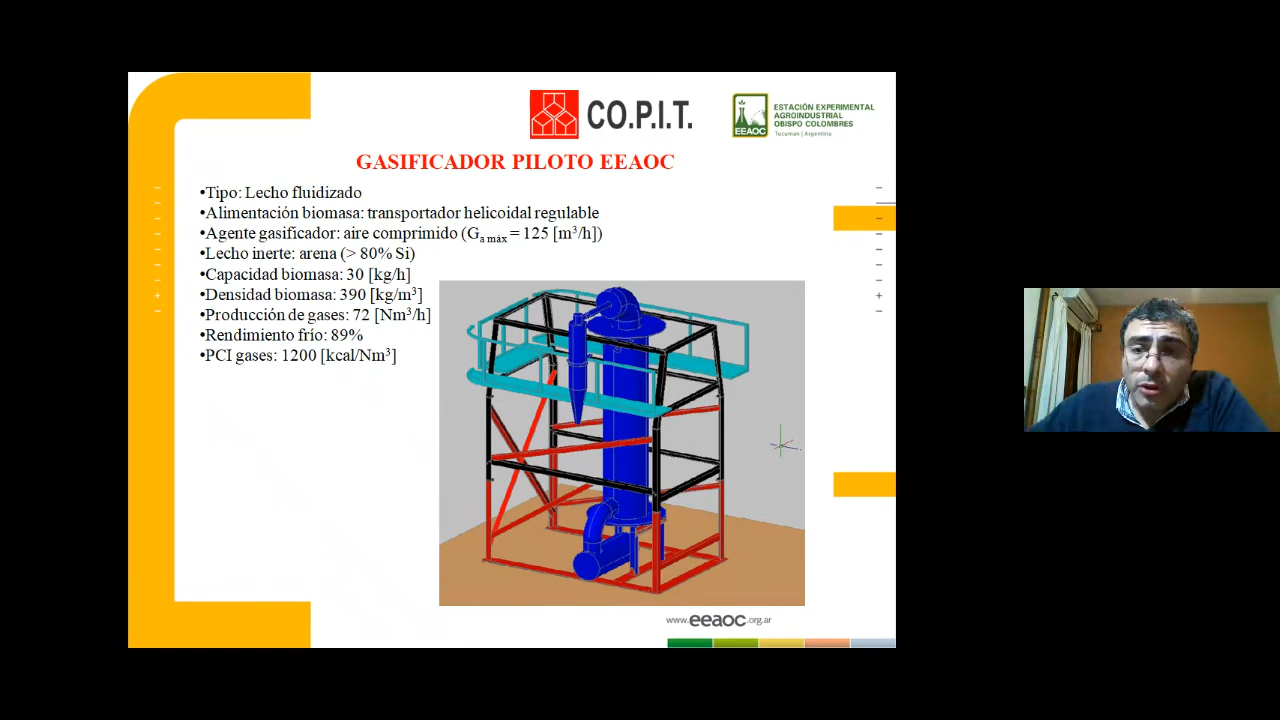 CO.P.I.T.
EEAOC
ESTACIÓN EXPERIMENTAL
AGROINDUSTRIAL
OBISPO COLOMBRES
Tucumán | Argentina
GASIFICADOR PILOTO EEAOC
•Tipo: Lecho fluidizado
•Alimentación biomasa: transportador helicoidal regulable
•Agente gasificador: aire comprimido (Ga máx = 125 [m³/h])
•Lecho inerte: arena (> 80% Si)
•Capacidad biomasa: 30 [kg/h]
•Densidad biomasa: 390 [kg/m³]
•Producción de gases: 72 [Nm³/h]
•Rendimiento frío: 89%
•PCI gases: 1200 [kcal/Nm³]
www.eeaoc.org.ar